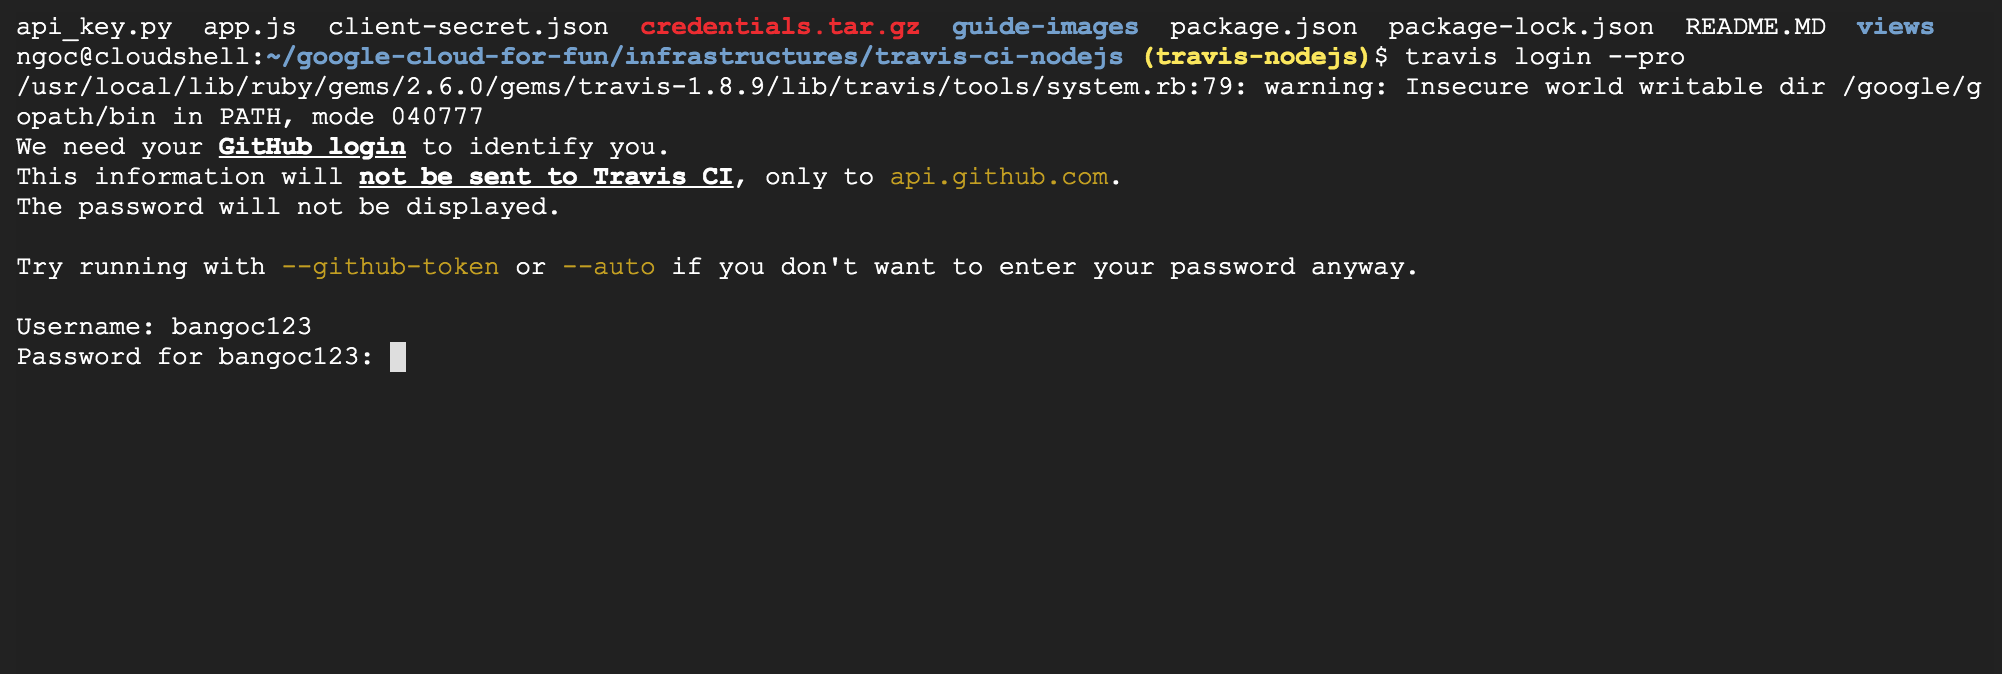 api_key.py  app.js  client-secret.json  credentials.tar.gz  guide-images  package.json  package-lock.json  README.MD  views
ngoc@cloudshell:~/google-cloud-for-fun/infrastructures/travis-ci-nodejs (travis-nodejs)$ travis login --pro
/usr/local/lib/ruby/gems/2.6.0/gems/travis-1.8.9/lib/travis/tools/system.rb:79: warning: Insecure world writable dir /google/g
opath/bin in PATH, mode 040777
We need your GitHub login to identify you.
This information will not be sent to Travis CI, only to api.github.com.
The password will not be displayed.

Try running with --github-token or --auto if you don't want to enter your password anyway.

Username: bangoc123
Password for bangoc123: